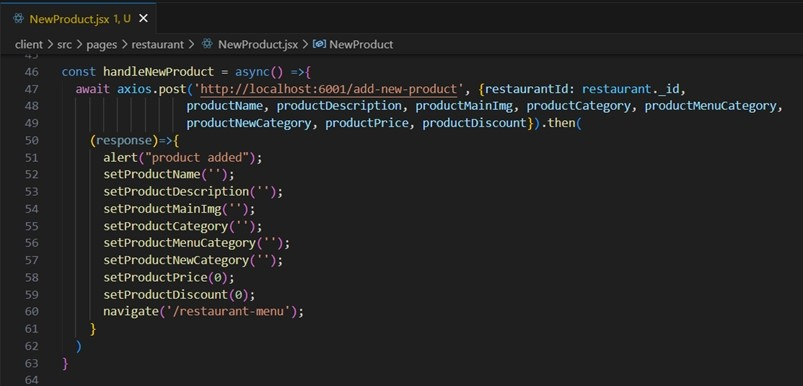 NewProduct.jsx 1, U
client > src > pages > restaurant > NewProduct.jsx > NewProduct
45
46 const handleNewProduct = async() =>{
47 await axios.post('http://localhost:6001/add-new-product', {restaurantId: restaurant._id,
48 productName, productDescription, productMainImg, productCategory, productMenuCategory,
49 productNewCategory, productPrice, productDiscount}).then(
50 (response)=>{
51 alert("product added");
52 setProductName('');
53 setProductDescription('');
54 setProductMainImg('');
55 setProductCategory('');
56 setProductMenuCategory('');
57 setProductNewCategory('');
58 setProductPrice(0);
59 setProductDiscount(0);
60 navigate('/restaurant-menu');
61 }
62 )
63 }
64